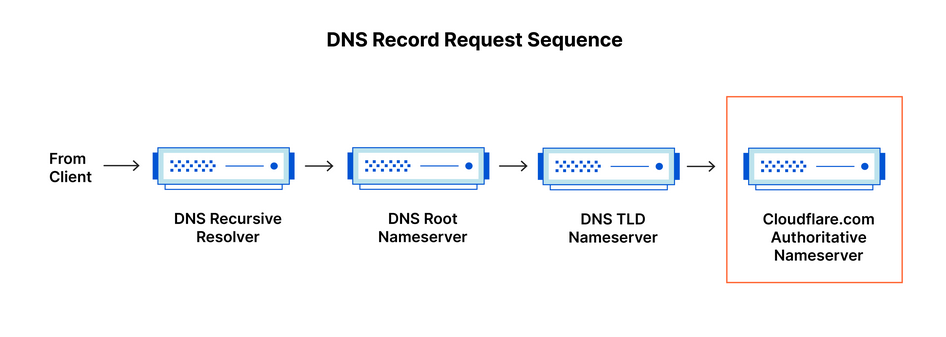 DNS Record Request Sequence
From
Client
DNS Recursive
Resolver
DNS Root
Nameserver
DNS TLD
Nameserver
Cloudflare.com
Authoritative
Nameserver